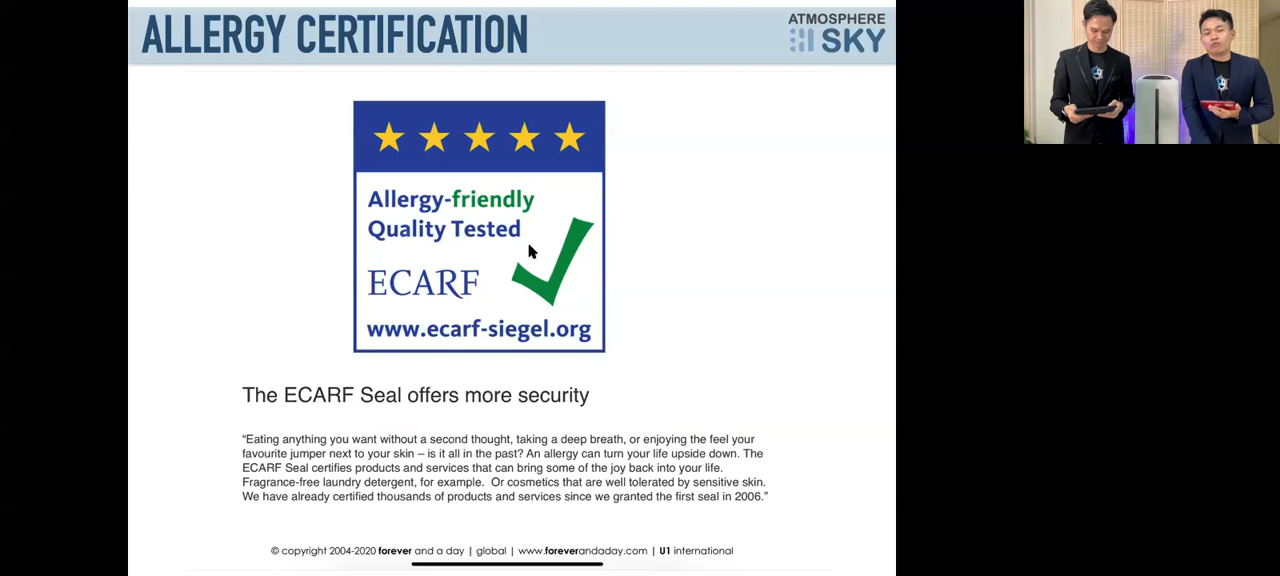 ALLERGY CERTIFICATION
ATMOSPHERE
SKY
Allergy-friendly
Quality Tested
ECARF
www.ecarf-siegel.org
The ECARF Seal offers more security
“Eating anything you want without a second thought, taking a deep breath, or enjoying the feel your
favourite jumper next to your skin – is it all in the past? An allergy can turn your life upside down. The
ECARF Seal certifies products and services that can bring some of the joy back into your life.
Fragrance-free laundry detergent, for example.  Or cosmetics that are well tolerated by sensitive skin.
We have already certified thousands of products and services since we granted the first seal in 2006.”
© copyright 2004-2020 forever and a day | global | www.foreverandaday.com | U1 international